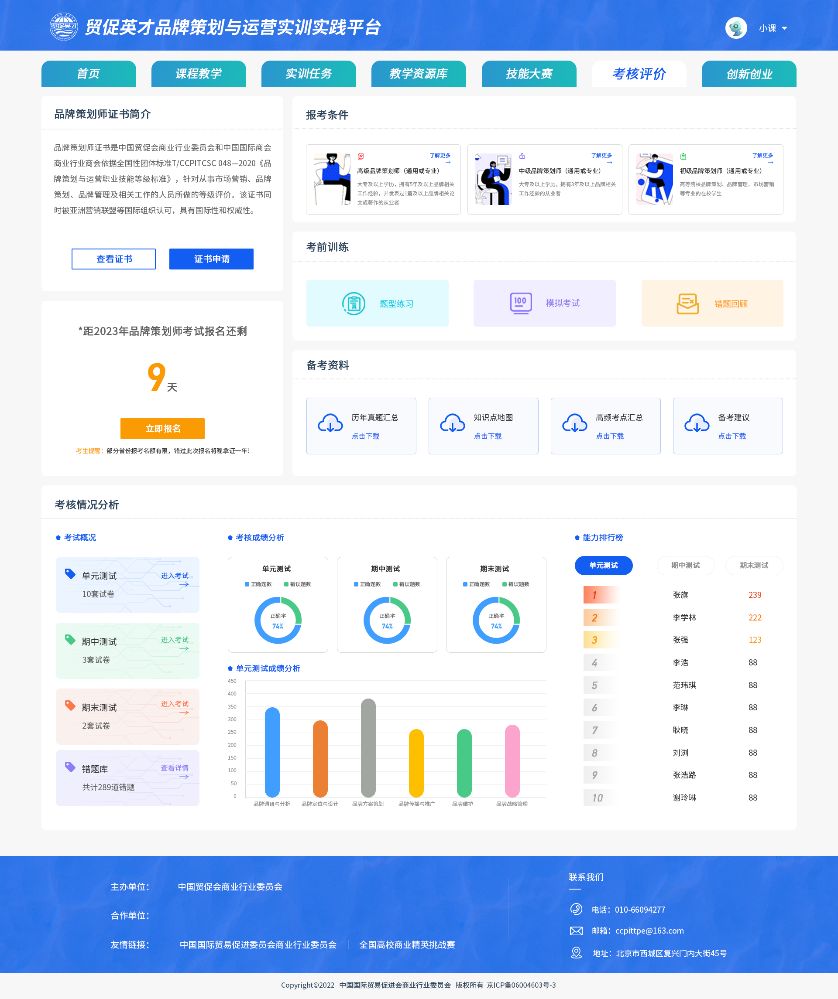 贸促英才
贸促英才品牌策划与运营实训实践平台
小课
首页
课程教学
实训任务
教学资源库
技能大赛
考核评价
创新创业
品牌策划师证书简介
品牌策划师证书是中国贸促会商业行业委员会和中国国际商会
商业行业商会依据全国性团体标准T/CCPITCSC 048—2020《品
牌策划与运营职业技能等级标准》，针对从事市场营销、品牌
策划、品牌管理及相关工作的人员所做的等级评价。该证书同
时被亚洲营销联盟等国际组织认可，具有国际性和权威性。
查看证书
证书申请
*距2023年品牌策划师考试报名还剩
9天
立即报名
考生提醒：部分省份报考名额有限，错过此次报名将晚拿证一年!
报考条件
了解更多
高级品牌策划师（通用或专业）
大专及以上学历，拥有5年及以上品牌相关
工作经验，并发表过1篇及以上品牌相关论
文或著作的从业者
了解更多
中级品牌策划师（通用或专业）
大专及以上学历，拥有3年及以上品牌相关
工作经验的从业者
了解更多
初级品牌策划师（通用或专业）
高等院校品牌策划、品牌管理、市场营销
等专业的在校学生
考前训练
题型练习
100
模拟考试
错题回顾
备考资料
历年真题汇总
点击下载
知识点地图
点击下载
高频考点汇总
点击下载
备考建议
点击下载
考核情况分析
考试概况
单元测试
进入考试
10套试卷
期中测试
进入考试
3套试卷
期末测试
进入考试
2套试卷
错题库
查看详情
共计289道错题
考核成绩分析
单元测试
正确题数 错误题数
正确率
74%
期中测试
正确题数 错误题数
正确率
74%
期末测试
正确题数 错误题数
正确率
74%
单元测试成绩分析
450
400
350
300
250
200
150
100
50
0
品牌调研与分析 品牌定位与设计 品牌方案策划 品牌传播与推广 品牌维护 品牌战略管理
能力排行榜
单元测试 期中测试 期末测试
1 张旗 239
2 李学林 222
3 张强 123
4 李浩 88
5 范玮琪 88
6 李琳 88
7 耿晓 88
8 刘浏 88
9 张浩路 88
10 谢玲琳 88
主办单位： 中国贸促会商业行业委员会
合作单位：
友情链接： 中国国际贸易促进委员会商业行业委员会 | 全国高校商业精英挑战赛
联系我们
电话：010-66094277
邮箱：ccpittpe@163.com
地址：北京市西城区复兴门内大街45号
Copyright©2022 中国国际贸易促进会商业行业委员会 版权所有 京ICP备06004603号-3